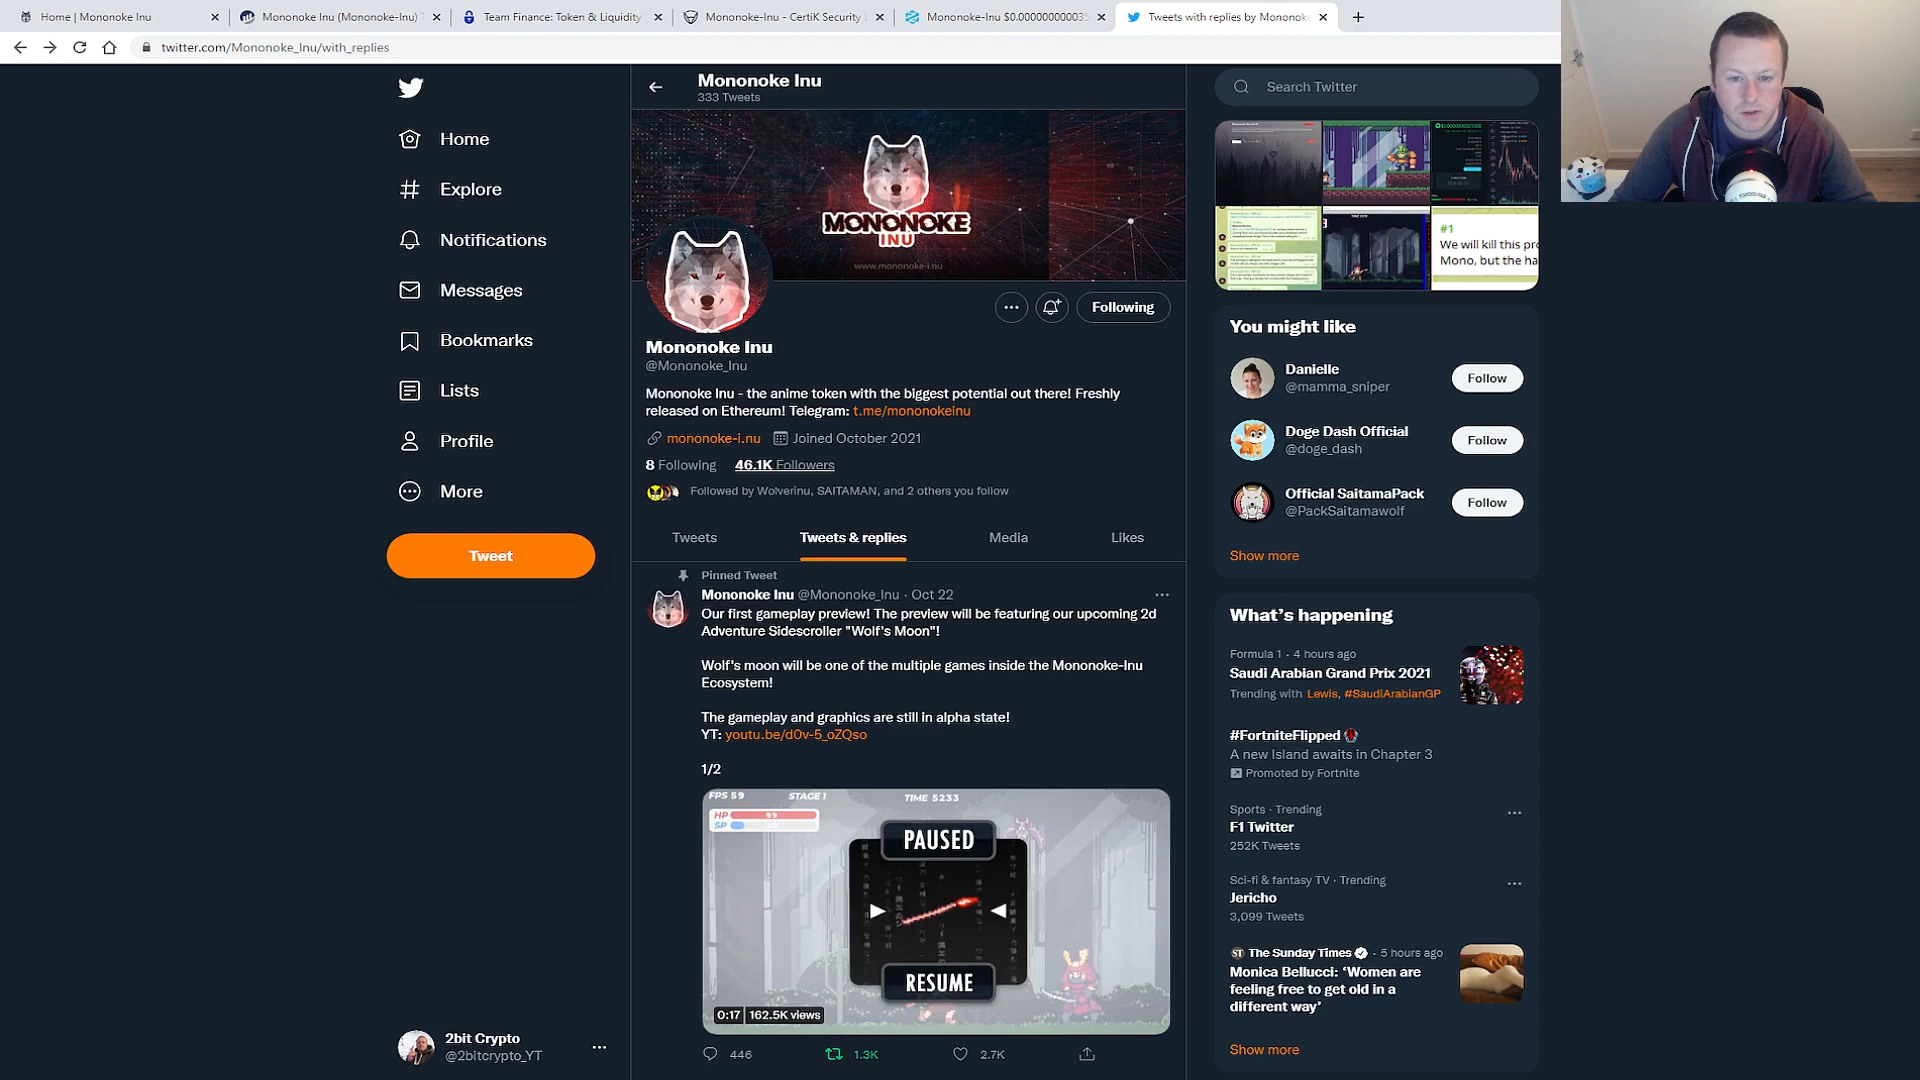 Home | Mononoke Inu
Mononoke Inu (Mononoke-Inu) T
Team Finance: Token & Liquidity
Mononoke-Inu - CertiK Security
Mononoke-Inu
Tweets with replies by Mononoke
twitter.com/Mononoke_Inu/with_replies
Home
Explore
Notifications
Messages
Bookmarks
Lists
Profile
More
Tweet
2bit Crypto
@2bitcrypto_YT
Mononoke Inu
333 Tweets
MONONOKE
INU
www.mononoke-i.nu
Following
Mononoke Inu
@Mononoke_Inu
Mononoke Inu - the anime token with the biggest potential out there! Freshly
released on Ethereum! Telegram: t.me/mononokeinu
mononoke-i.nu Joined October 2021
8 Following 46.1K Followers
Followed by Wolverinu, SAITAMAN, and 2 others you follow
Tweets Tweets & replies Media Likes
Pinned Tweet
Mononoke Inu @Mononoke_Inu · Oct 22
Our first gameplay preview! The preview will be featuring our upcoming 2d
Adventure Sidescroller "Wolf's Moon"!
Wolf's moon will be one of the multiple games inside the Mononoke-Inu
Ecosystem!
The gameplay and graphics are still in alpha state!
YT: youtu.be/d0v-5_oZQso
1/2
FPS 59 STAGE 1 TIME 5233
HP 99
SP
PAUSED
RESUME
0:17 162.5K views
446 1.3K 2.7K
Search Twitter
#1
We will kill this pro
Mono, but the ha
You might like
Danielle
@mamma_sniper
Follow
Doge Dash Official
@doge_dash
Follow
Official SaitamaPack
@PackSaitamawolf
Follow
Show more
What's happening
Formula 1 · 4 hours ago
Saudi Arabian Grand Prix 2021
Trending with Lewis, #SaudiArabianGP
#FortniteFlipped
A new Island awaits in Chapter 3
Promoted by Fortnite
Sports · Trending
F1 Twitter
252K Tweets
Sci-fi & fantasy TV · Trending
Jericho
3,099 Tweets
The Sunday Times · 5 hours ago
Monica Bellucci: ‘Women are
feeling free to get old in a
different way’
Show more